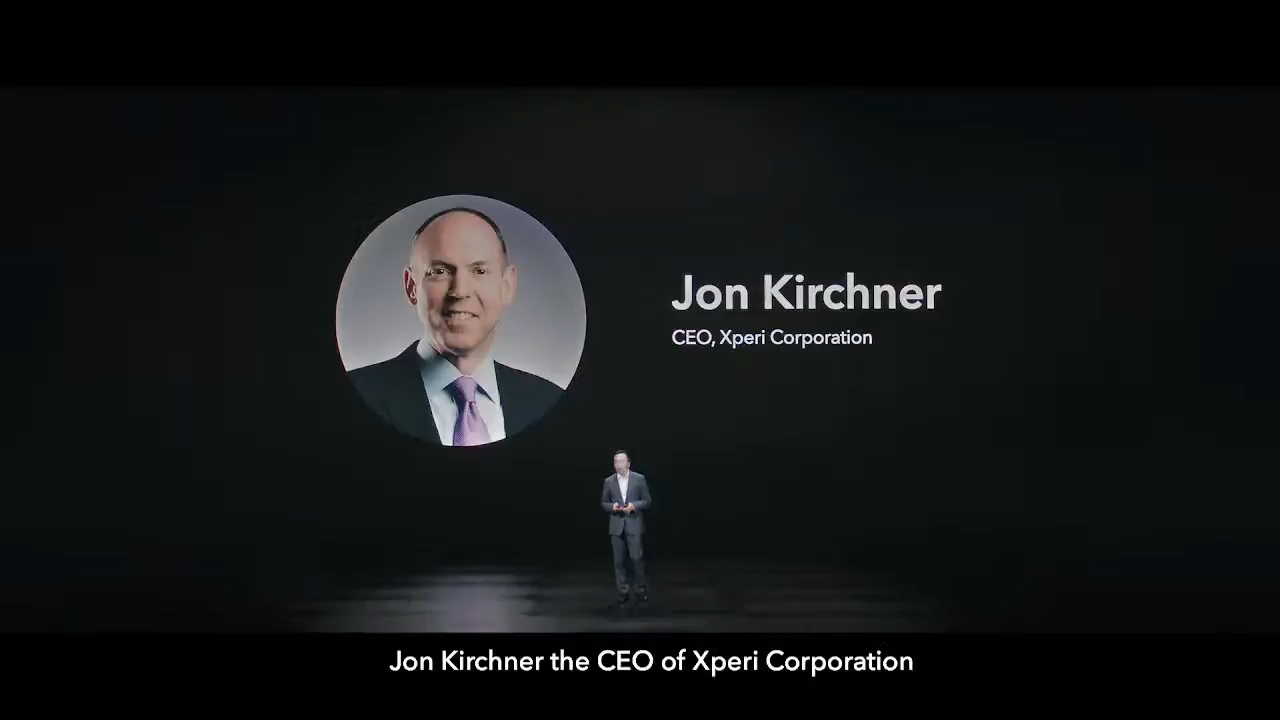 Jon Kirchner
CEO, Xperi Corporation
Jon Kirchner the CEO of Xperi Corporation